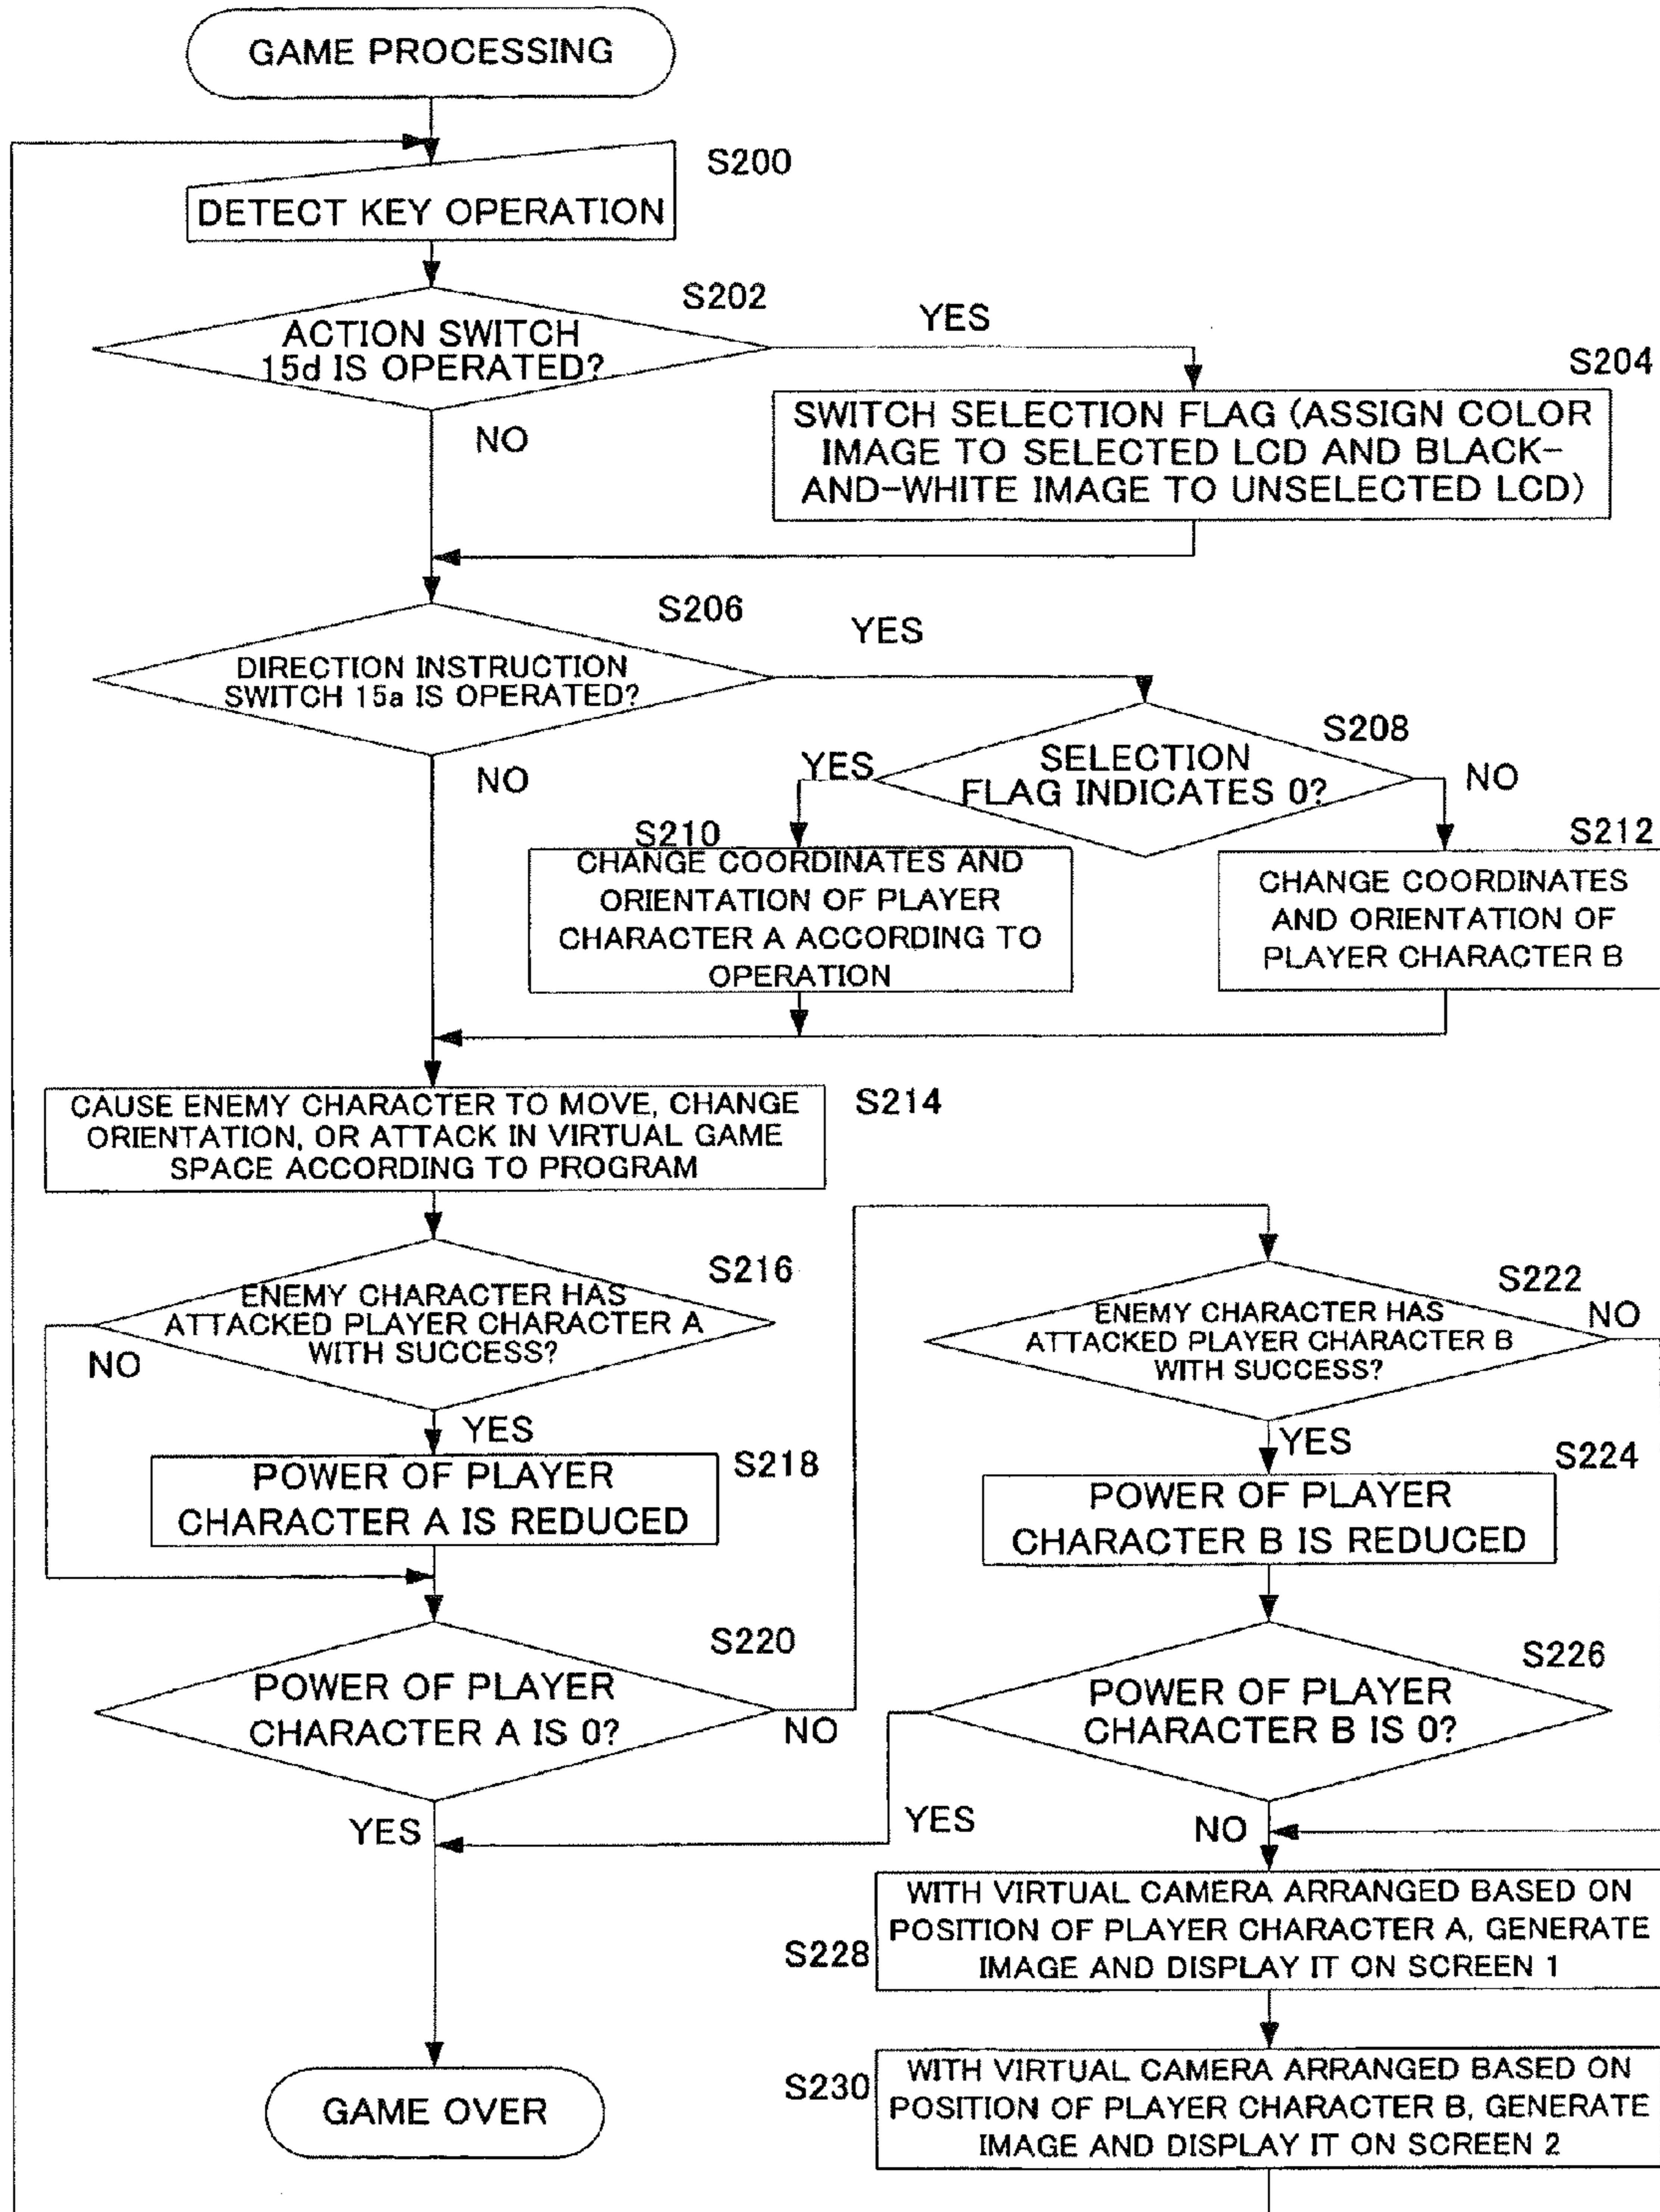 GAME PROCESSING
S200
DETECT KEY OPERATION
S202
ACTION SWITCH
15d IS OPERATED?
YES
NO
S204
SWITCH SELECTION FLAG (ASSIGN COLOR
IMAGE TO SELECTED LCD AND BLACK-
AND-WHITE IMAGE TO UNSELECTED LCD)
S206
DIRECTION INSTRUCTION
SWITCH 15a IS OPERATED?
YES
NO
S208
SELECTION
FLAG INDICATES 0?
YES
NO
S210
CHANGE COORDINATES AND
ORIENTATION OF PLAYER
CHARACTER A ACCORDING TO
OPERATION
S212
CHANGE COORDINATES
AND ORIENTATION OF
PLAYER CHARACTER B
S214
CAUSE ENEMY CHARACTER TO MOVE, CHANGE
ORIENTATION, OR ATTACK IN VIRTUAL GAME
SPACE ACCORDING TO PROGRAM
S216
ENEMY CHARACTER HAS
ATTACKED PLAYER CHARACTER A
WITH SUCCESS?
NO
YES
S218
POWER OF PLAYER
CHARACTER A IS REDUCED
S220
POWER OF PLAYER
CHARACTER A IS 0?
NO
YES
S222
ENEMY CHARACTER HAS
ATTACKED PLAYER CHARACTER B
WITH SUCCESS?
NO
YES
S224
POWER OF PLAYER
CHARACTER B IS REDUCED
S226
POWER OF PLAYER
CHARACTER B IS 0?
YES
NO
S228
WITH VIRTUAL CAMERA ARRANGED BASED ON
POSITION OF PLAYER CHARACTER A, GENERATE
IMAGE AND DISPLAY IT ON SCREEN 1
S230
WITH VIRTUAL CAMERA ARRANGED BASED ON
POSITION OF PLAYER CHARACTER B, GENERATE
IMAGE AND DISPLAY IT ON SCREEN 2
GAME OVER